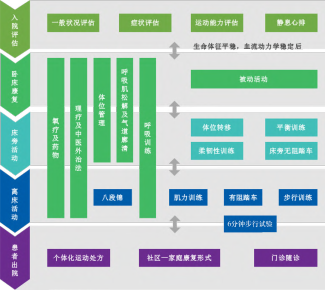 入院评估
一般状况评估
症状评估
运动能力评估
静息心排
生命体征平稳，血流动力学稳定后
卧床康复
氧疗及药物
理疗及中医外治法
体位管理
呼吸肌松解及气道廓清
呼吸训练
被动活动
床旁活动
体位转移
平衡训练
柔韧性训练
床旁无阻踏车
离床活动
八段锦
肌力训练
有阻踏车
步行训练
6分钟步行试验
患者出院
个体化运动处方
社区一家庭康复形式
门诊随诊